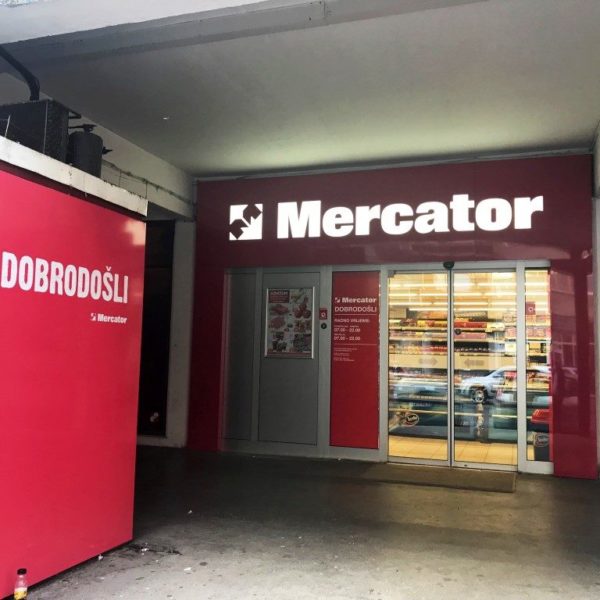 DOBRODOŠLI
Mercator
Mercator
Mercator
DOBRODOŠLI
RADNO VRIJEME:
07.00 - 22.00
07.00 - 22.00